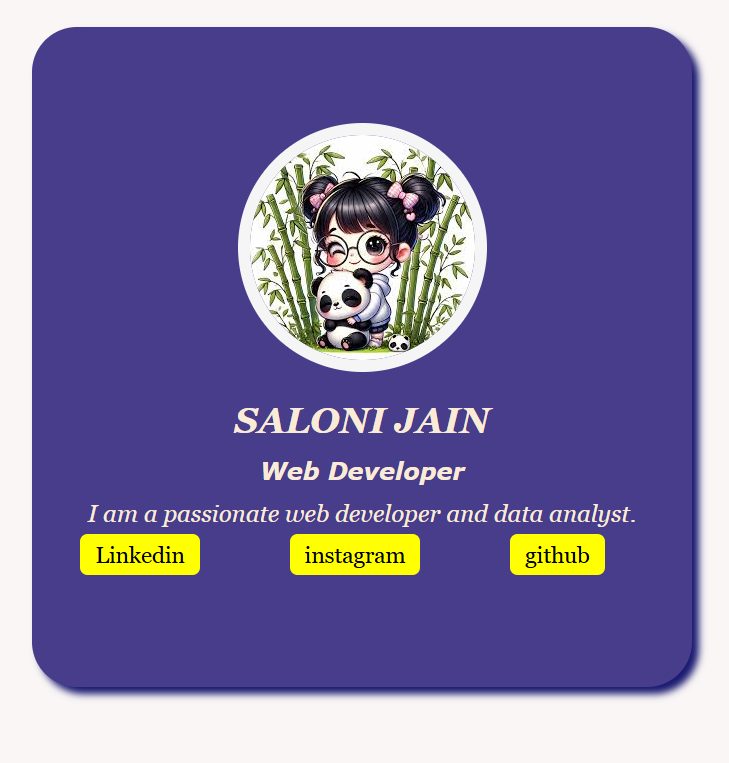 SALONI JAIN
Web Developer
I am a passionate web developer and data analyst.
Linkedin instagram github